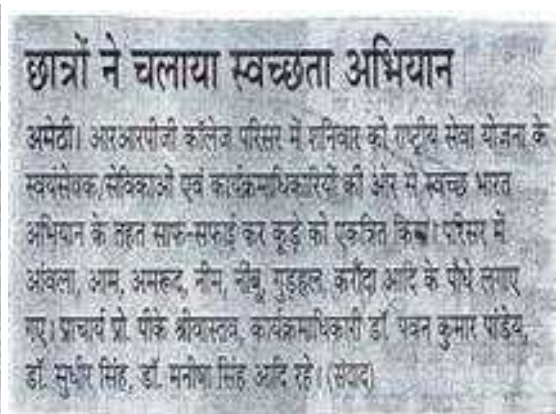 छात्रों ने चलाया स्वच्छता अभियान
अमेठी। आरआरपीजी कॉलेज परिसर में शनिवार को राष्ट्रीय सेवा योजना के
स्वयंसेवक/सेविकाओं एवं कार्यक्रमाधिकारियों की ओर से स्वच्छ भारत
अभियान के तहत साफ-सफाई कर कूड़े को एकत्रित किया। परिसर में
आंवला, आम, अमरूद, नीम, नींबू, गुड़हल, करौंदा आदि के पौधे लगाए
गए। प्राचार्य प्रो. पीके श्रीवास्तव, कार्यक्रमाधिकारी डॉ. पवन कुमार पांडेय,
डॉ. सुधीर सिंह, डॉ. मनीषा सिंह आदि रहे। (संवाद)